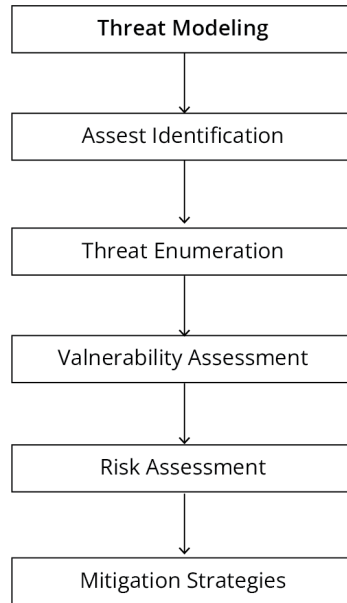 Threat Modeling
Assest Identification
Threat Enumeration
Valnerability Assessment
Risk Assessment
Mitigation Strategies